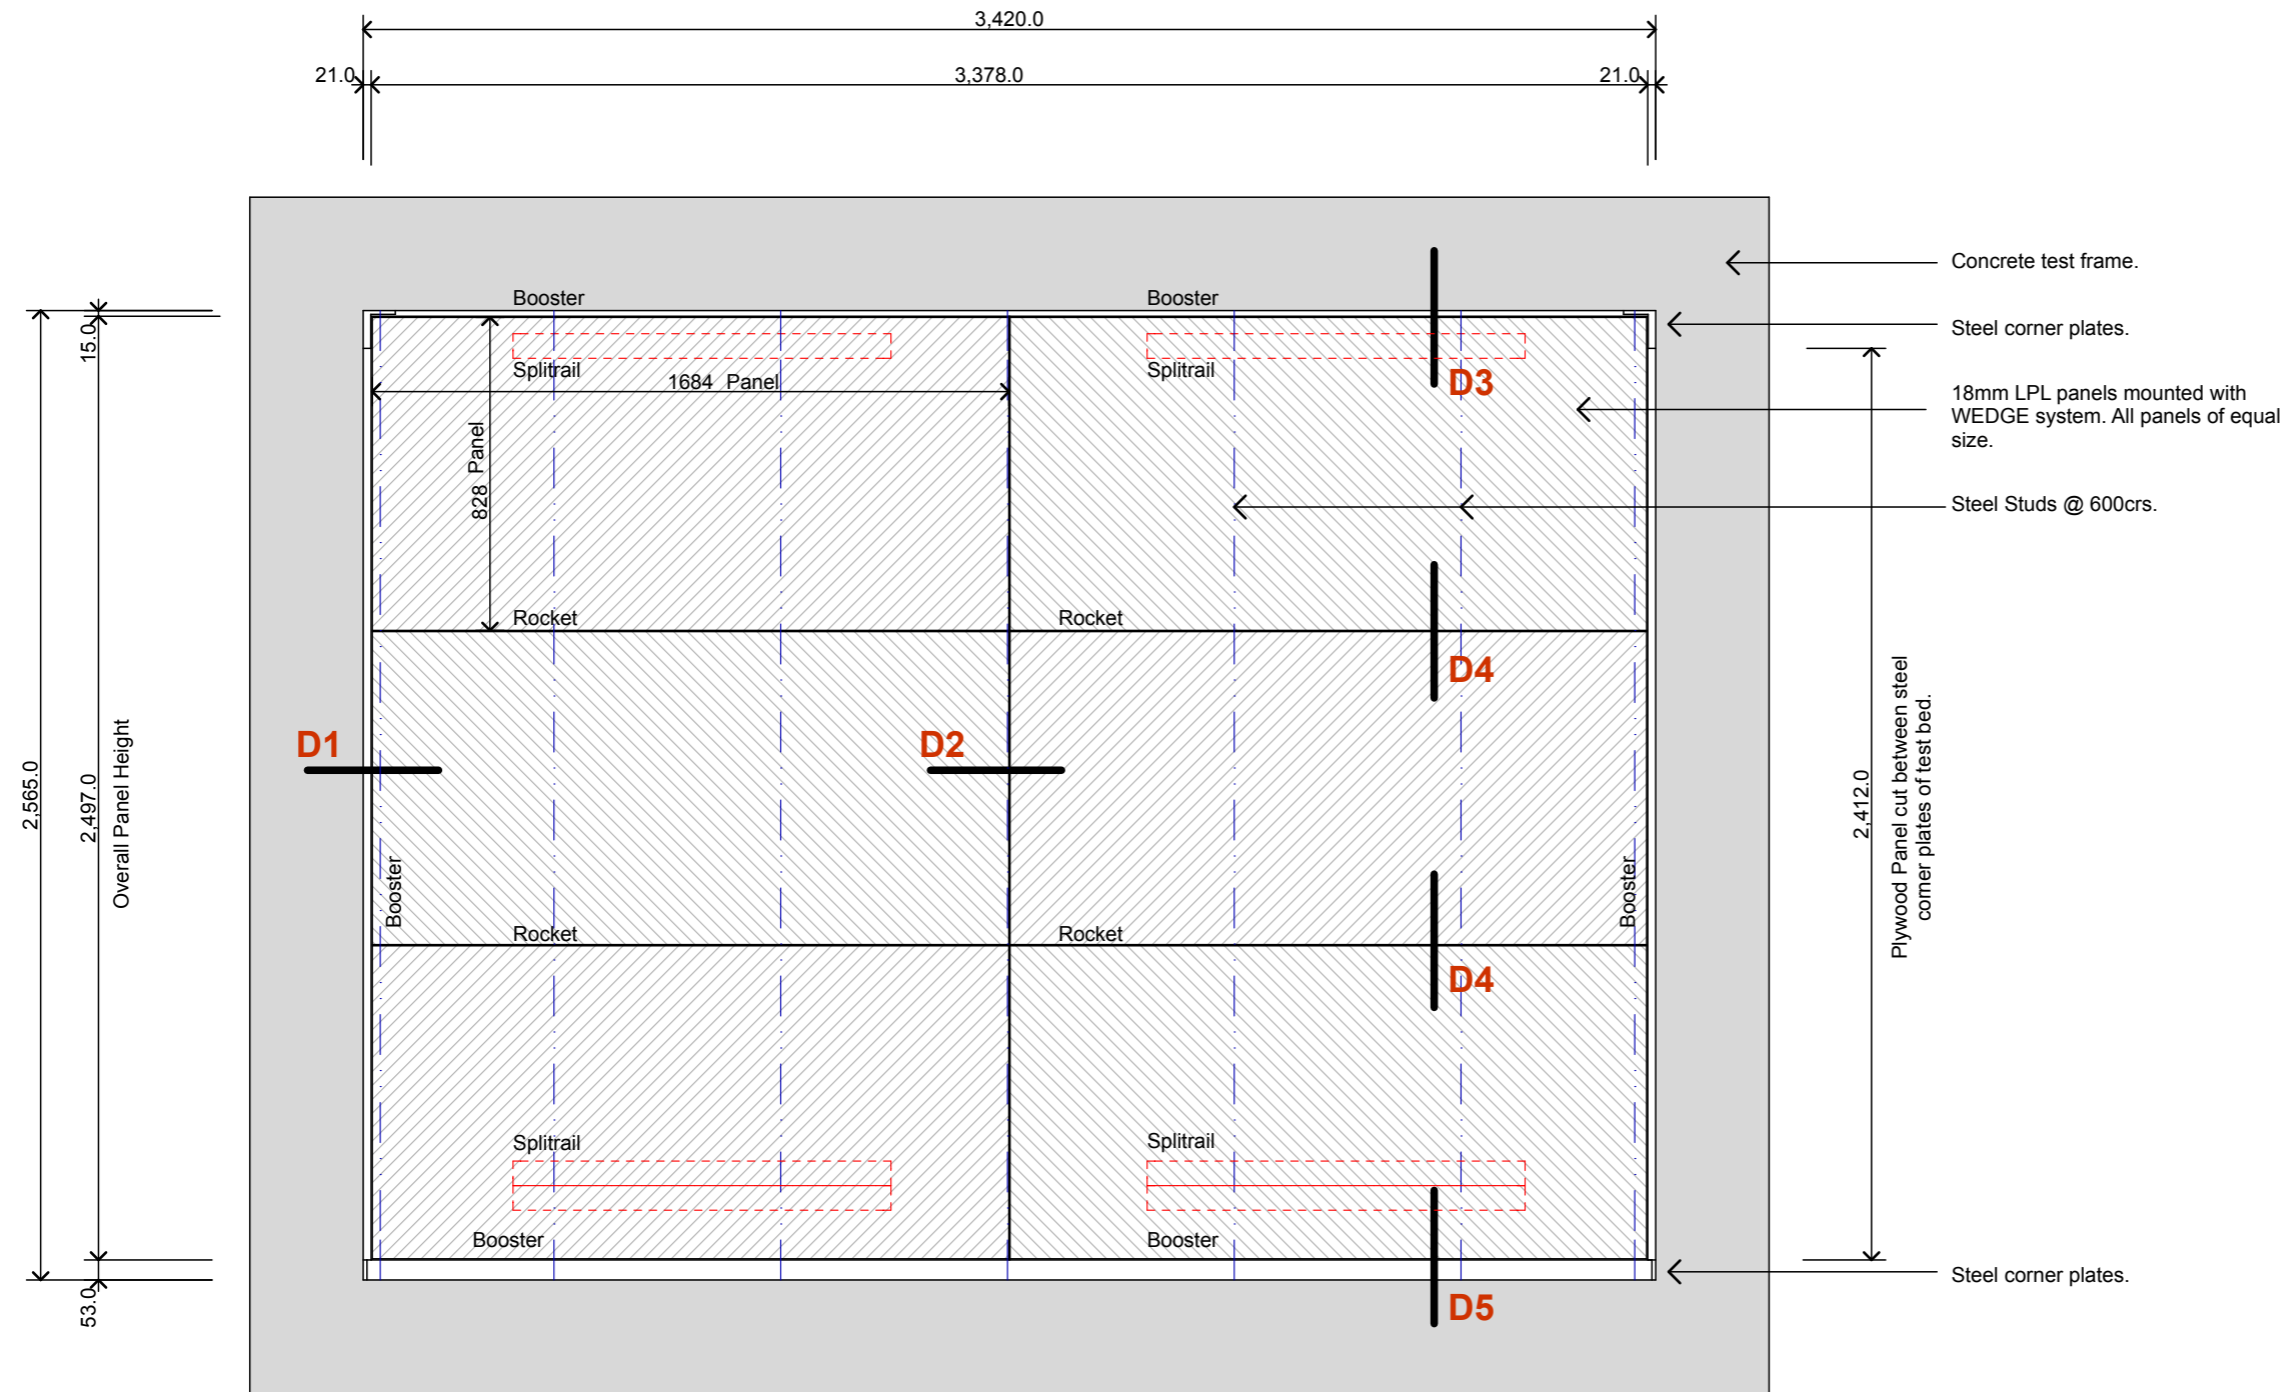 3,420.0
21.0
3,378.0
21.0
Concrete test frame.
Booster
Booster
15.0
Steel corner plates.
Splitrail
Splitrail
1684 Panel
D3
18mm LPL panels mounted with
WEDGE system. All panels of equal
size.
828 Panel
Steel Studs @ 600crs.
Rocket
Rocket
D4
Plywood Panel cut between steel
corner plates of test bed.
2,412.0
D1
D2
2,565.0
2,497.0
Overall Panel Height
Booster
Booster
Rocket
Rocket
D4
Splitrail
Splitrail
Booster
Booster
Steel corner plates.
53.0
D5